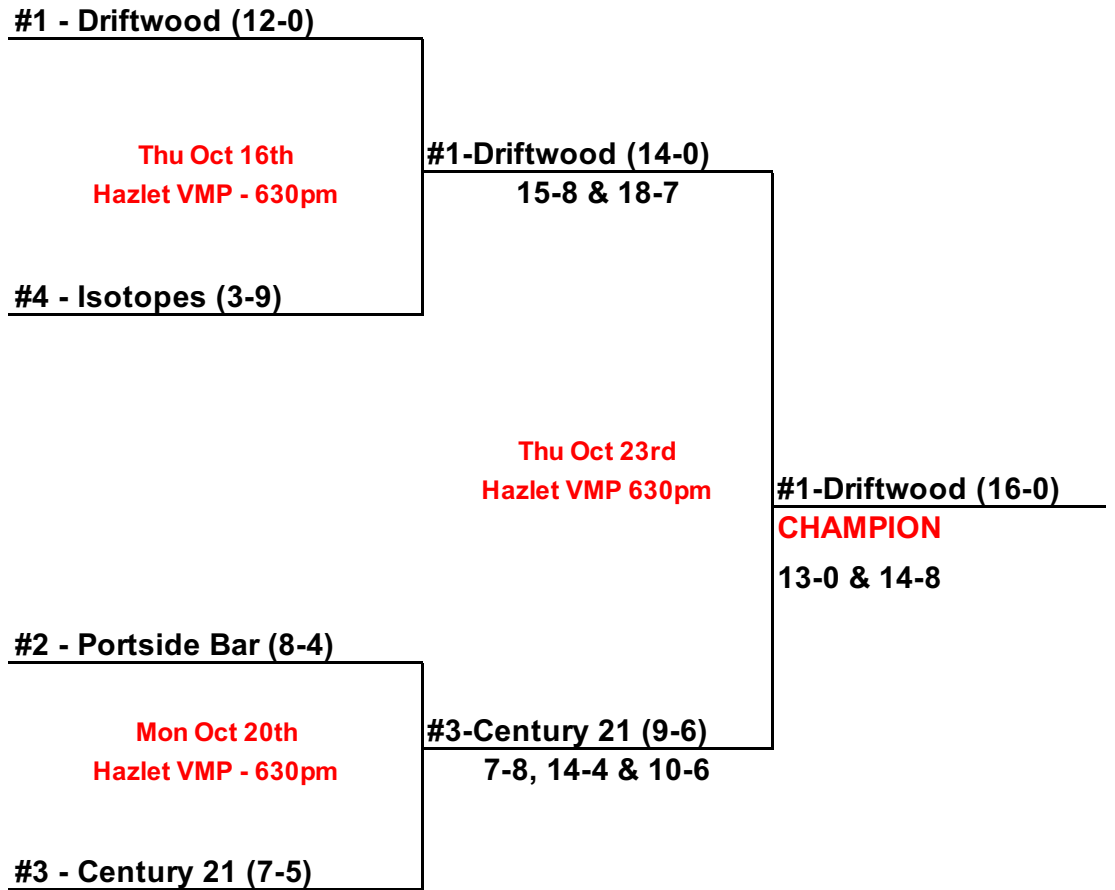 #1 - Driftwood (12-0)
Thu Oct 16th
Hazlet VMP - 630pm
#1-Driftwood (14-0)
15-8 & 18-7
#4 - Isotopes (3-9)
Thu Oct 23rd
Hazlet VMP 630pm
#1-Driftwood (16-0)
CHAMPION
13-0 & 14-8
#2 - Portside Bar (8-4)
Mon Oct 20th
Hazlet VMP - 630pm
#3-Century 21 (9-6)
7-8, 14-4 & 10-6
#3 - Century 21 (7-5)